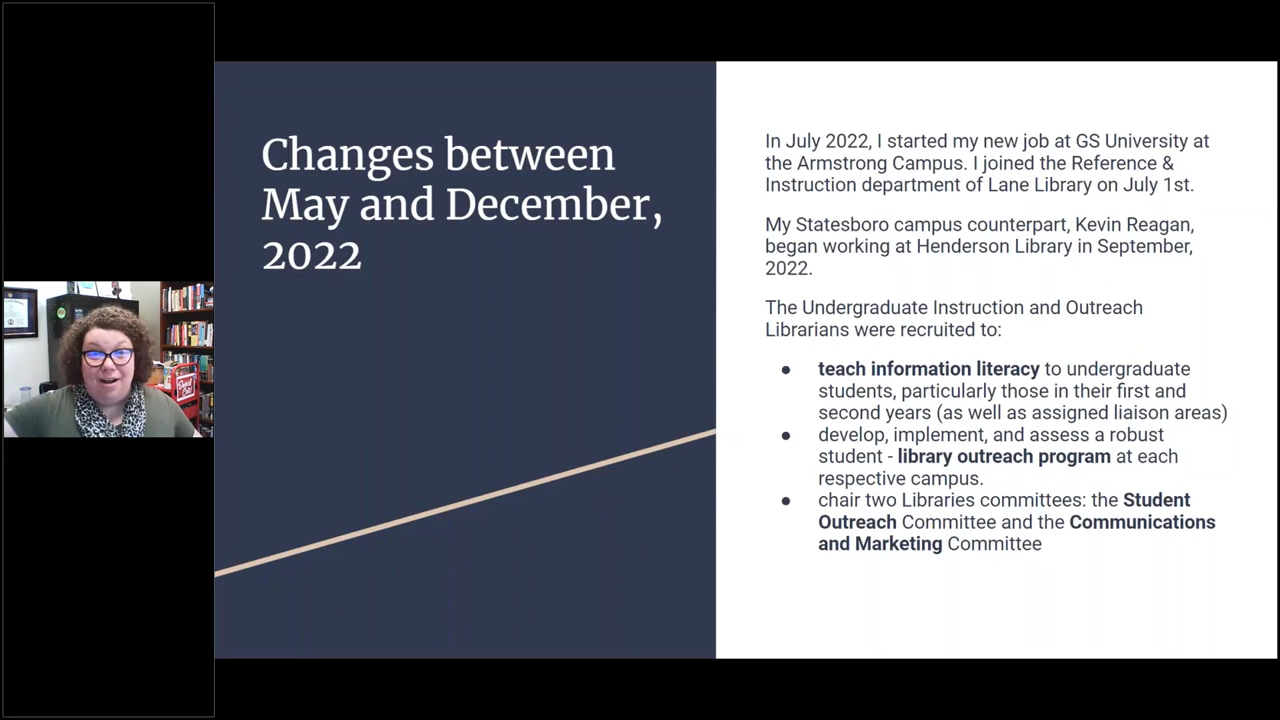 Changes between
May and December,
2022
In July 2022, I started my new job at GS University at
the Armstrong Campus. I joined the Reference &
Instruction department of Lane Library on July 1st.
My Statesboro campus counterpart, Kevin Reagan,
began working at Henderson Library in September,
2022.
The Undergraduate Instruction and Outreach
Librarians were recruited to:
● teach information literacy to undergraduate
students, particularly those in their first and
second years (as well as assigned liaison areas)
● develop, implement, and assess a robust
student - library outreach program at each
respective campus.
● chair two Libraries committees: the Student
Outreach Committee and the Communications
and Marketing Committee